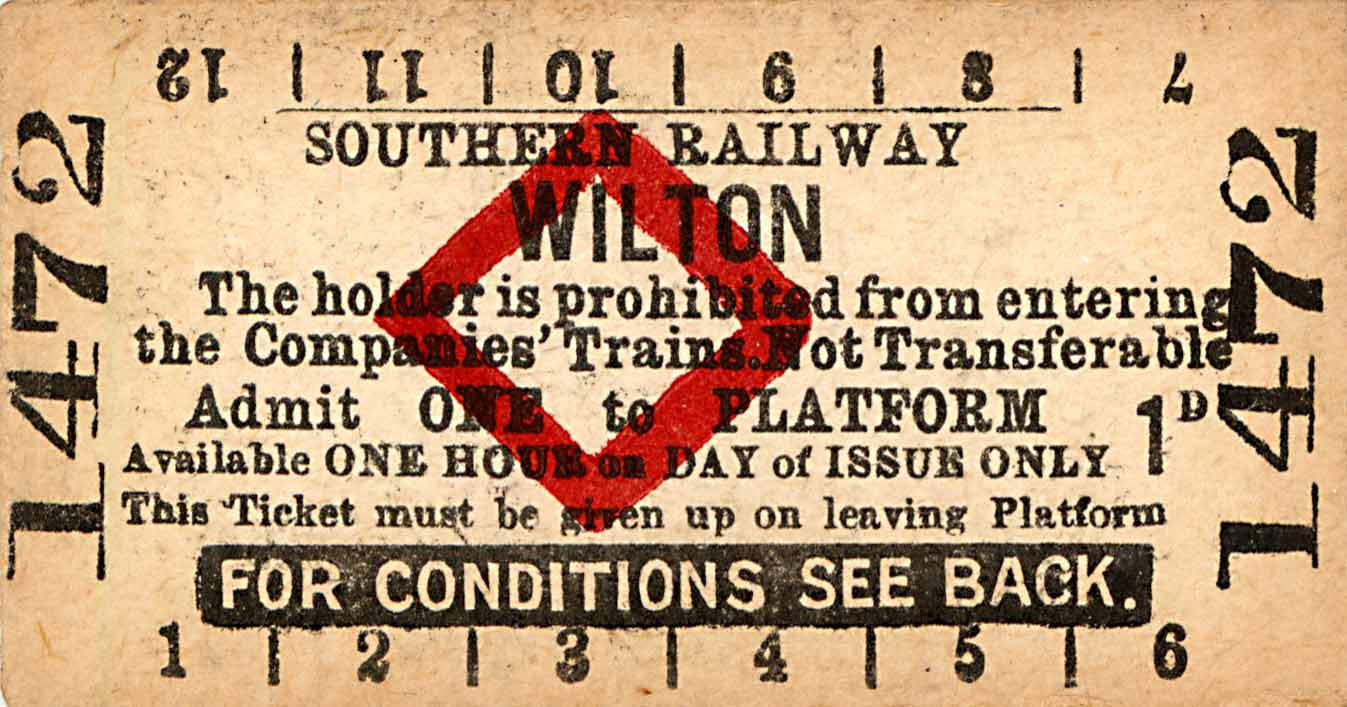 12 | 11 | 10 | 9 | 8 | 7
SOUTHERN RAILWAY
WILTON
The holder is prohibited from entering
the Companies' Trains. Not Transferable
Admit ONE to PLATFORM 1D
Available ONE HOUR on DAY of ISSUE ONLY
This Ticket must be given up on leaving Platform
FOR CONDITIONS SEE BACK.
1 | 2 | 3 | 4 | 5 | 6
1472
1472